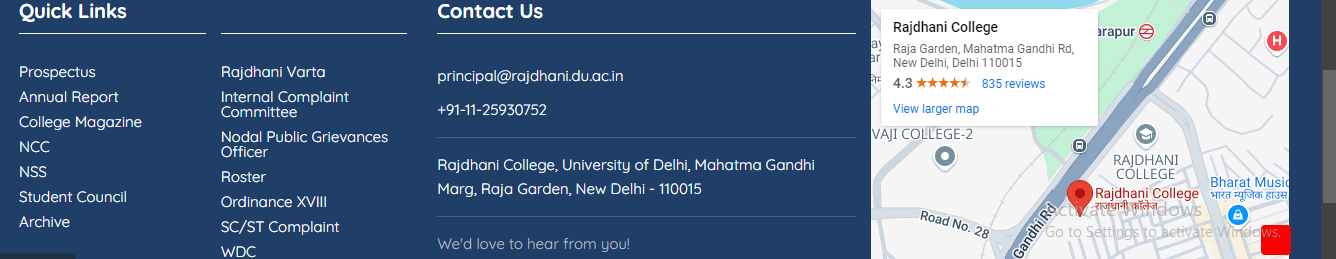 Quick Links
Prospectus
Annual Report
College Magazine
NCC
NSS
Student Council
Archive
Rajdhani Varta
Internal Complaint
Committee
Nodal Public Grievances
Officer
Roster
Ordinance XVIII
SC/ST Complaint
WDC
Contact Us
principal@rajdhani.du.ac.in
+91-11-25930752
Rajdhani College, University of Delhi, Mahatma Gandhi
Marg, Raja Garden, New Delhi - 110015
We'd love to hear from you!
Rajdhani College
Raja Garden, Mahatma Gandhi Rd,
New Delhi, Delhi 110015
4.3 835 reviews
View larger map
arapur
H
VAJI COLLEGE-2
RAJDHANI
COLLEGE
Rajdhani College
राजधानी कॉलेज
Bharat Music
भारत म्यूजिक हाउस
Road No. 28
Gandhi Rd
Activate Windows
Go to Settings to activate Windows.